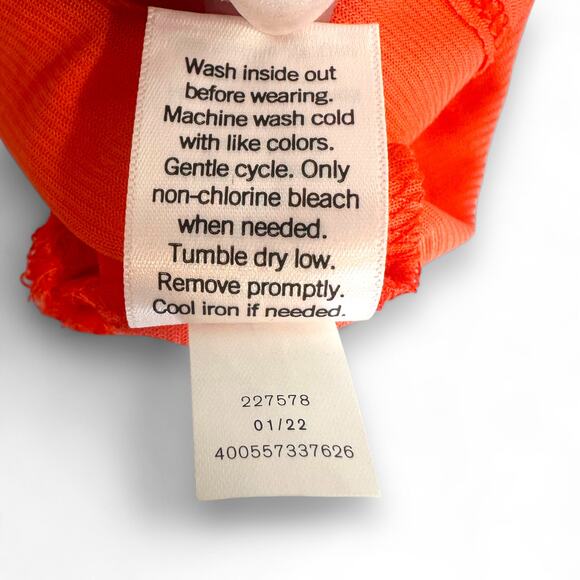 Wash inside out
before wearing.
Machine wash cold
with like colors.
Gentle cycle. Only
non-chlorine bleach
when needed.
Tumble dry low.
Remove promptly.
Cool iron if needed.
227578
01/22
400557337626